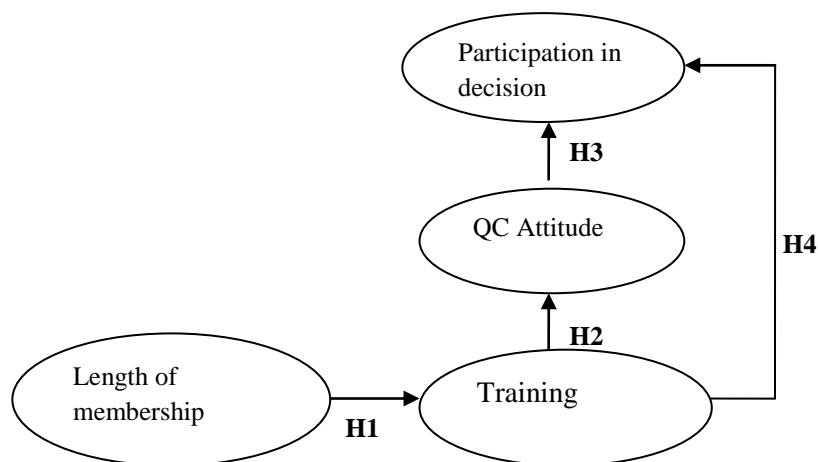 Participation in
decision
H3
QC Attitude
H4
H2
Length of
membership
Training
H1